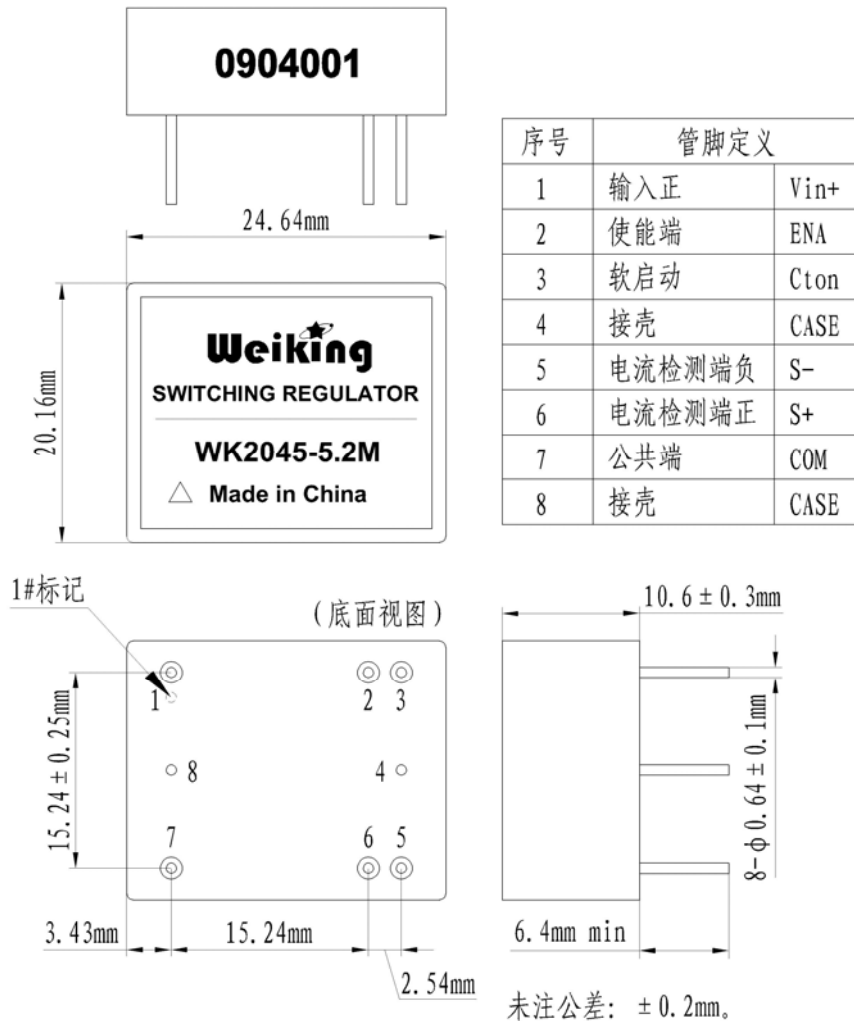 0904001
24.64mm
20.16mm
Weiking
SWITCHING REGULATOR
WK2045-5.2M
Made in China
序号 管脚定义
1 输入正 Vin+
2 使能端 ENA
3 软启动 Cton
4 接壳 CASE
5 电流检测端负 S-
6 电流检测端正 S+
7 公共端 COM
8 接壳 CASE
1#标记
(底面视图)
1 2 3
8 4
7 6 5
15.24±0.25mm
3.43mm 15.24mm
2.54mm
10.6±0.3mm
8-φ0.64±0.1mm
6.4mm min
未注公差: ±0.2mm。